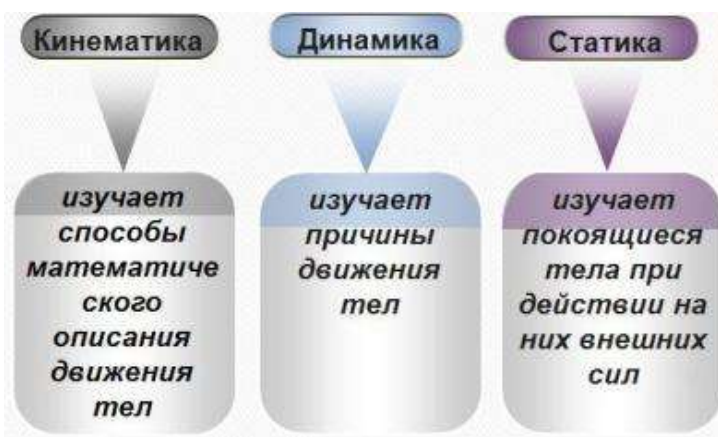 Кинематика
изучает
способы
математиче
ского
описания
движения
тел
Динамика
изучает
причины
движения
тел
Статика
изучает
покоящиеся
тела при
действии на
них внешних
сил